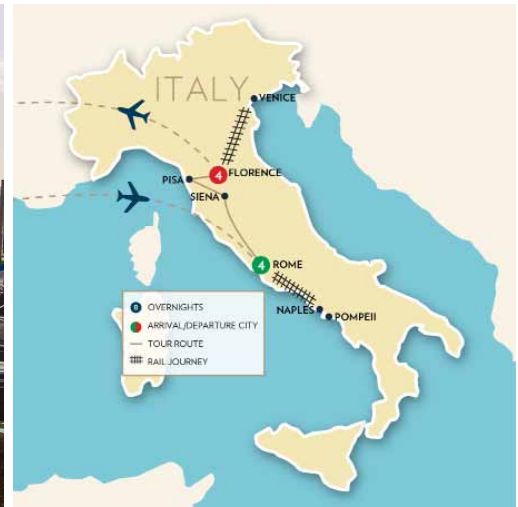 ITALY
VENICE
4 FLORENCE
PISA
SIENA
4 ROME
NAPLES
POMPEII
8 OVERNIGHTS
ARRIVAL/DEPARTURE CITY
TOUR ROUTE
RAIL JOURNEY